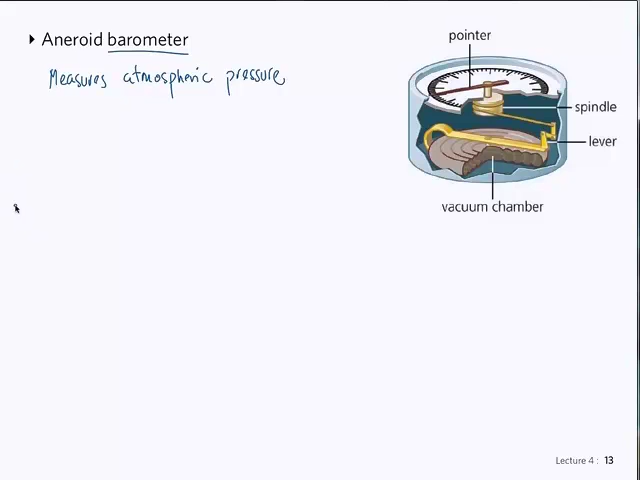 Aneroid barometer
Measures atmospheric pressure
pointer
spindle
lever
vacuum chamber
Lecture 4 : 13